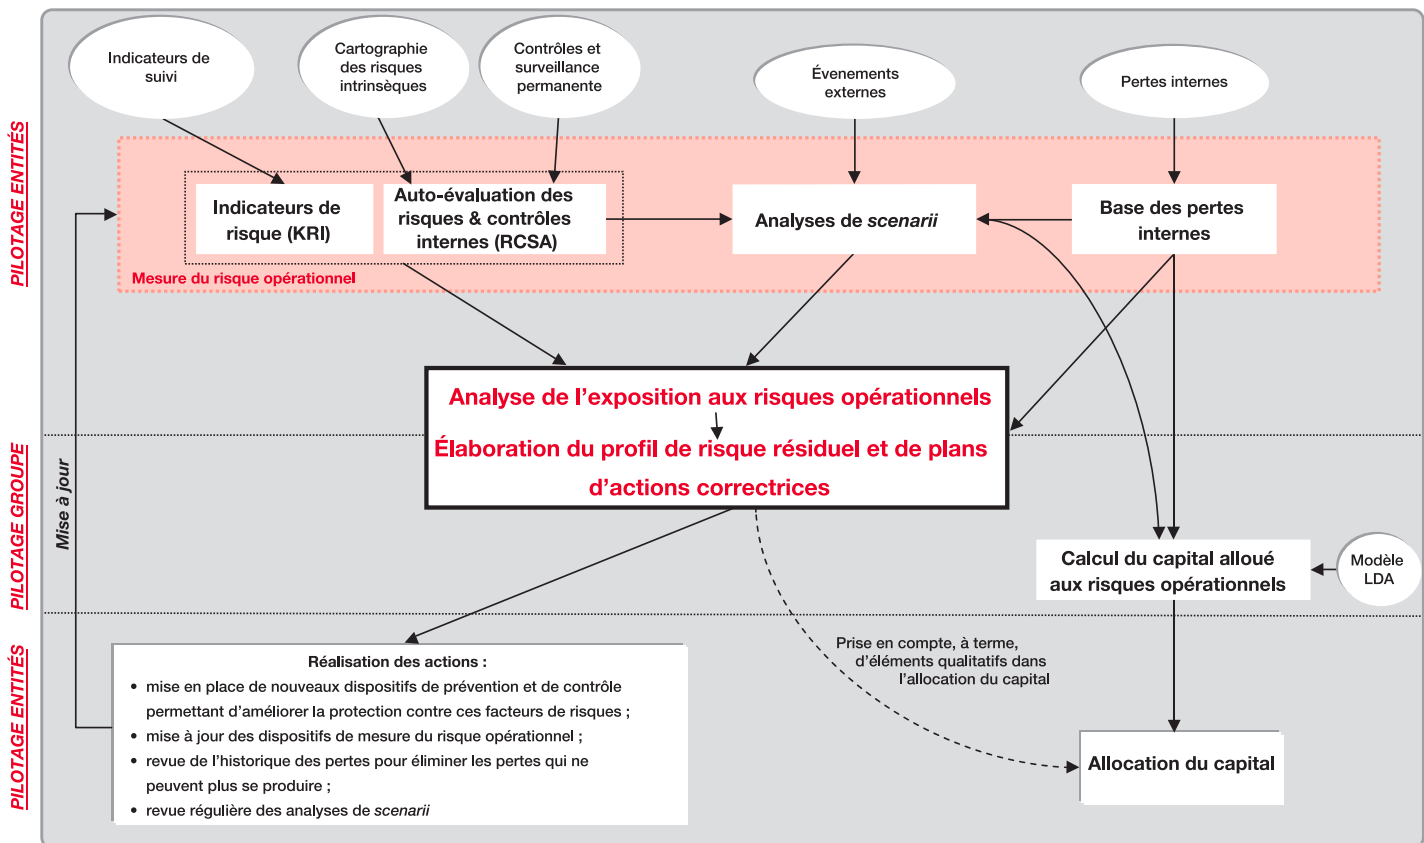 Indicateurs de
suivi
Cartographie
des risques
intrinsèques
Contrôles et
surveillance
permanente
Évenements
externes
Pertes internes
PILOTAGE ENTITÉS
Indicateurs de
risque (KRI)
Auto-évaluation des
risques & contrôles
internes (RCSA)
Analyses de scenarii
Base des pertes
internes
Mesure du risque opérationnel
Analyse de l'exposition aux risques opérationnels
Élaboration du profil de risque résiduel et de plans
d'actions correctrices
PILOTAGE GROUPE
Mise à jour
Calcul du capital alloué
aux risques opérationnels
Modèle
LDA
PILOTAGE ENTITÉS
Réalisation des actions :
• mise en place de nouveaux dispositifs de prévention et de contrôle
permettant d'améliorer la protection contre ces facteurs de risques ;
• mise à jour des dispositifs de mesure du risque opérationnel ;
• revue de l'historique des pertes pour éliminer les pertes qui ne
peuvent plus se produire ;
• revue régulière des analyses de scenarii
Prise en compte, à terme,
d'éléments qualitatifs dans
l'allocation du capital
Allocation du capital